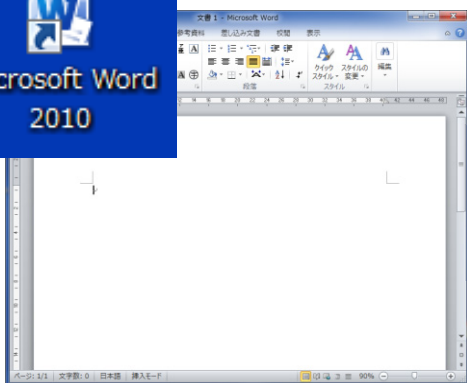 crosoft Word
2010
文書 1 - Microsoft Word
参考資料 差し込み文書 校閲 表示
クイック スタイル
スタイルの 変更
編集
段落
スタイル
ページ: 1/1 文字数: 0 日本語 挿入モード
90%